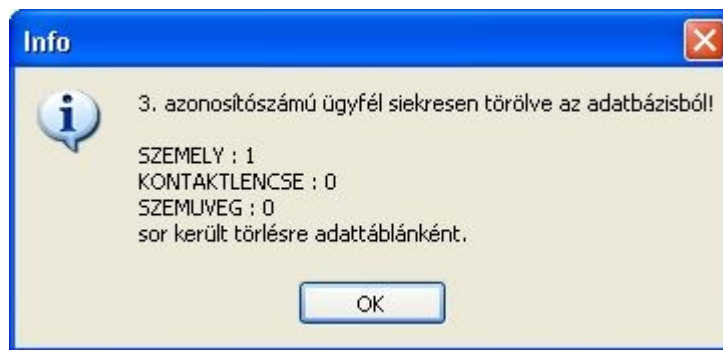 Info
3. azonosítószámú ügyfél siekresen törölve az adatbázisból!
SZEMELY : 1
KONTAKTLENCSE : 0
SZEMUVEG : 0
sor került törlésre adattáblánként.
OK